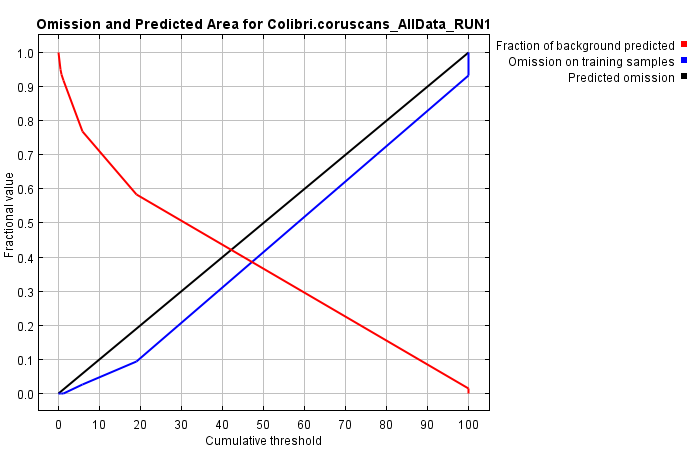 Omission and Predicted Area for Colibri.coruscans_AllData_RUN1
Fraction of background predicted
Omission on training samples
Predicted omission
Fractional value
1.0
0.9
0.8
0.7
0.6
0.5
0.4
0.3
0.2
0.1
0.0
0 10 20 30 40 50 60 70 80 90 100
Cumulative threshold